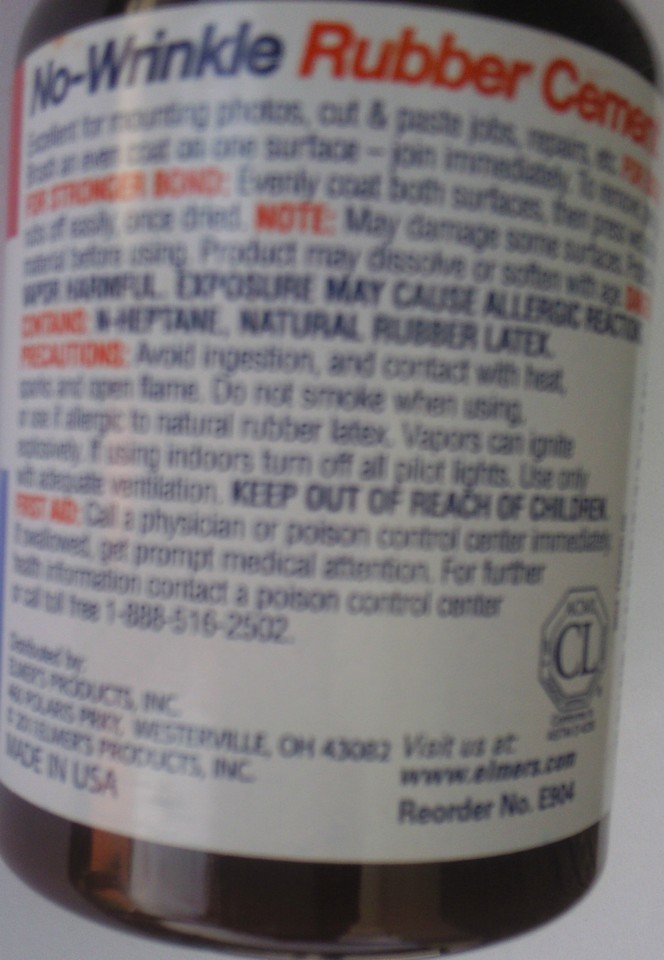 No-Wrinkle Rubber Cemen
Excellent for mounting photos, cut & paste jobs, repairs, etc.
Brush an even coat on one surface – join immediately. To remove
FOR STRONGER BOND: Evenly coat both surfaces, then press
rubs off easily, once dried. NOTE: May damage some surfaces.
material before using. Product may dissolve or soften with age.
VAPOR HARMFUL. EXPOSURE MAY CAUSE ALLERGIC REACTION
CONTAINS: N-HEPTANE, NATURAL RUBBER LATEX.
PRECAUTIONS: Avoid ingestion, and contact with heat,
sparks and open flame. Do not smoke when using,
or use if allergic to natural rubber latex. Vapors can ignite
explosively. If using indoors turn off all pilot lights. Use only
with adequate ventilation. KEEP OUT OF REACH OF CHILDREN.
FIRST AID: Call a physician or poison control center immediately.
If swallowed, get prompt medical attention. For further
health information contact a poison control center
or call toll free 1-888-516-2502.
ACMI
CL
Distributed by:
ELMER'S PRODUCTS, INC.
460 POLARIS PKWY, WESTERVILLE, OH 43082
ELMER'S PRODUCTS, INC.
MADE IN USA
Visit us at:
www.elmers.com
Reorder No. E904